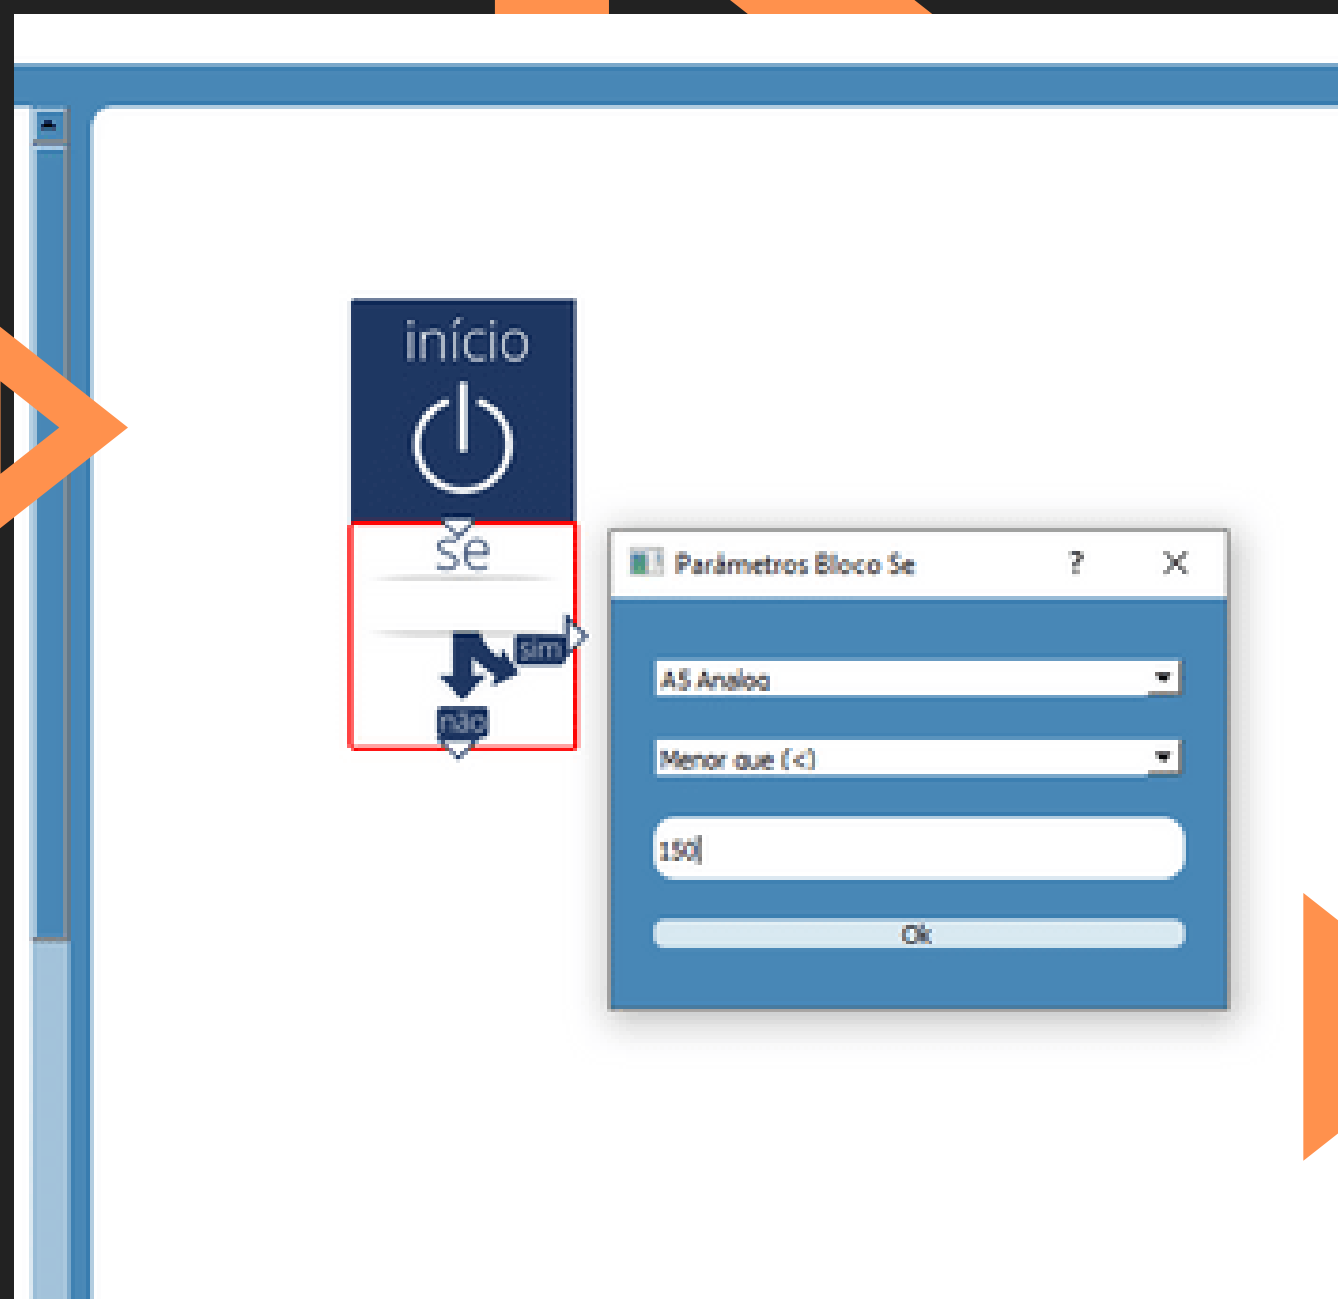 início
se
sim
não
Parâmetros Bloco Se
?
A5 Analog
Menor que (<)
150
Ok